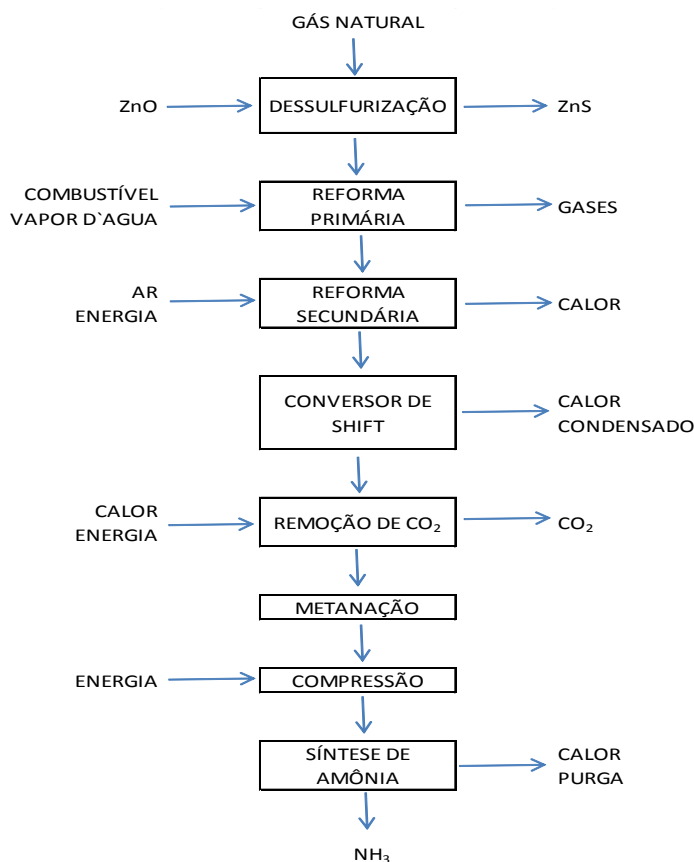 GÁS NATURAL
ZnO
DESSULFURIZAÇÃO
ZnS
COMBUSTÍVEL
VAPOR D`AGUA
REFORMA
PRIMÁRIA
GASES
AR
ENERGIA
REFORMA
SECUNDÁRIA
CALOR
CONVERSOR DE
SHIFT
CALOR
CONDENSADO
CALOR
ENERGIA
REMOÇÃO DE CO₂
CO₂
METANAÇÃO
ENERGIA
COMPRESSÃO
SÍNTESE DE
AMÔNIA
CALOR
PURGA
NH₃